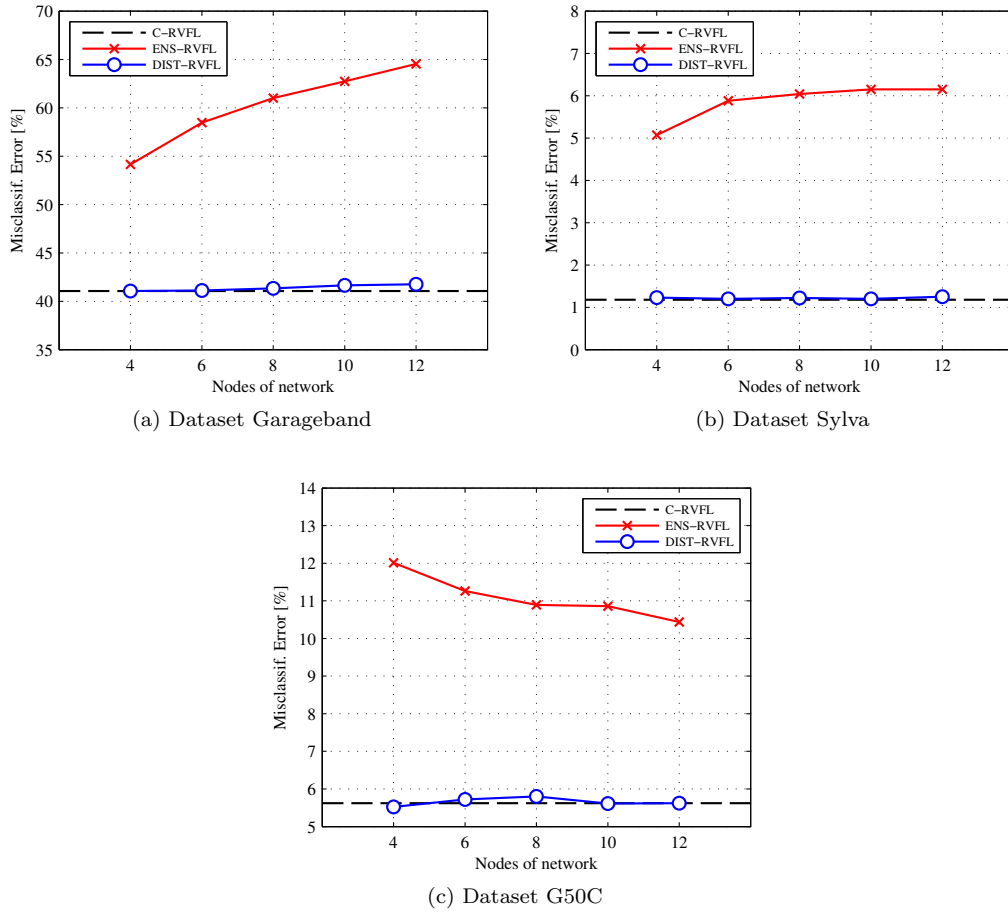 70
65
60
55
50
45
40
35
4 6 8 10 12
Misclassif. Error [%]
Nodes of network
C−RVFL
ENS−RVFL
DIST−RVFL
(a) Dataset Garageband
8
7
6
5
4
3
2
1
0
4 6 8 10 12
Misclassif. Error [%]
Nodes of network
C−RVFL
ENS−RVFL
DIST−RVFL
(b) Dataset Sylva
14
13
12
11
10
9
8
7
6
5
4 6 8 10 12
Misclassif. Error [%]
Nodes of network
C−RVFL
ENS−RVFL
DIST−RVFL
(c) Dataset G50C